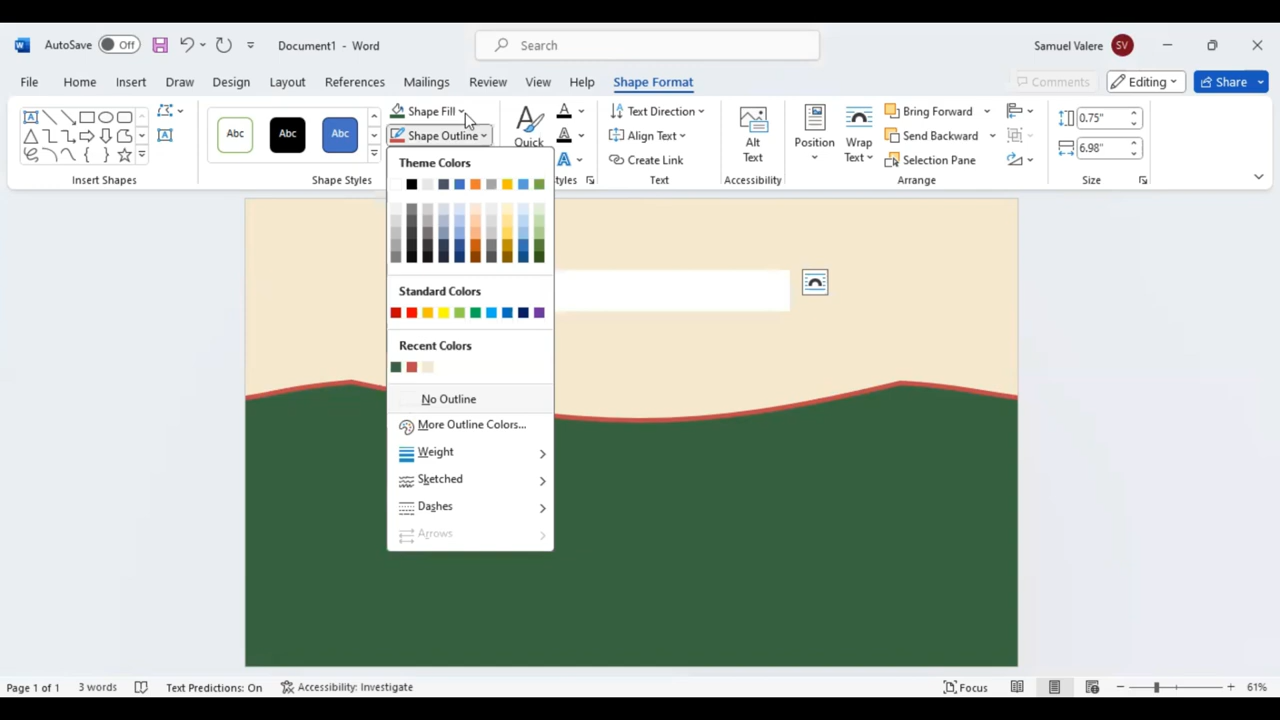 AutoSave Off Document1 - Word Search Samuel Valere SV
File Home Insert Draw Design Layout References Mailings Review View Help Shape Format Comments Editing Share
Abc Abc Abc
Shape Fill
Shape Outline
Quick
Text Direction
Align Text
Create Link
Alt
Text
Position
Wrap
Text
Bring Forward
Send Backward
Selection Pane
0.75"
6.98"
Insert Shapes Shape Styles Text Accessibility Arrange Size
Theme Colors
Standard Colors
Recent Colors
No Outline
More Outline Colors...
Weight
Sketched
Dashes
Arrows
Page 1 of 1 3 words Text Predictions: On Accessibility: Investigate Focus 61%